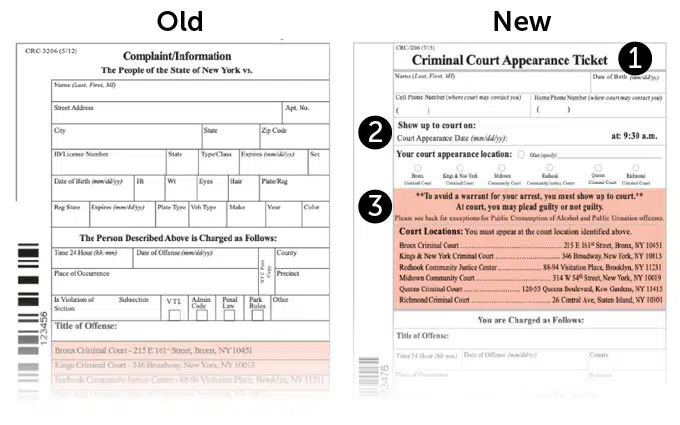 Old
CRC-3206 (5/12)
Complaint/Information
The People of the State of New York vs.
Name (Last, First, MI)
Street Address Apt. No.
City State Zip Code
ID/License Number State Type/Class Expires (mm/dd/yy) Sex
Date of Birth (mm/dd/yy) Ht Wt Eyes Hair Plate/Reg
Reg State Expires (mm/dd/yy) Plate Type Veh Type Make Year Color
The Person Described Above is Charged as Follows:
Time 24 Hour (hh:mm) Date of Offense (mm/dd/yy) County
Place of Occurrence Precinct
In Violation of Section Subsection VTL Admin Code Penal Law Park Rules Other
Title of Offense:
Bronx Criminal Court - 215 E 161st Street, Bronx, NY 10451
Kings Criminal Court - 346 Broadway, New York, NY 10013
Redhook Community Justice Center - 88-94 Visitation Place, Brooklyn, NY 11231
123456
New
CRC-3206 (7/15)
Criminal Court Appearance Ticket
1
Name (Last, First, MI) Date of Birth (mm/dd/yy)
Cell Phone Number (where court may contact you) Home Phone Number (where court may contact you)
( ) ( )
2
Show up to court on:
Court Appearance Date (mm/dd/yy): at: 9:30 a.m.
Your court appearance location: Other (specify)
Bronx Criminal Court Kings & New York Criminal Court Midtown Community Court Redhook Community Justice Center Queens Criminal Court Richmond Criminal Court
3
**To avoid a warrant for your arrest, you must show up to court.**
At court, you may plead guilty or not guilty.
Please see back for exceptions for Public Consumption of Alcohol and Public Urination offenses.
Court Locations: You must appear at the court location identified above.
Bronx Criminal Court ... 215 E 161st Street, Bronx, NY 10451
Kings & New York Criminal Court ... 346 Broadway, New York, NY 10013
Redhook Community Justice Center ... 88-94 Visitation Place, Brooklyn, NY 11231
Midtown Community Court ... 314 W 54th Street, New York, NY 10019
Queens Criminal Court ... 120-55 Queens Boulevard, Kew Gardens, NY 11415
Richmond Criminal Court ... 26 Central Ave, Staten Island, NY 10301
You are Charged as Follows:
Title of Offense:
Time 24 Hour (hh:mm) Date of Offense (mm/dd/yy) County
Place of Occurrence Precinct